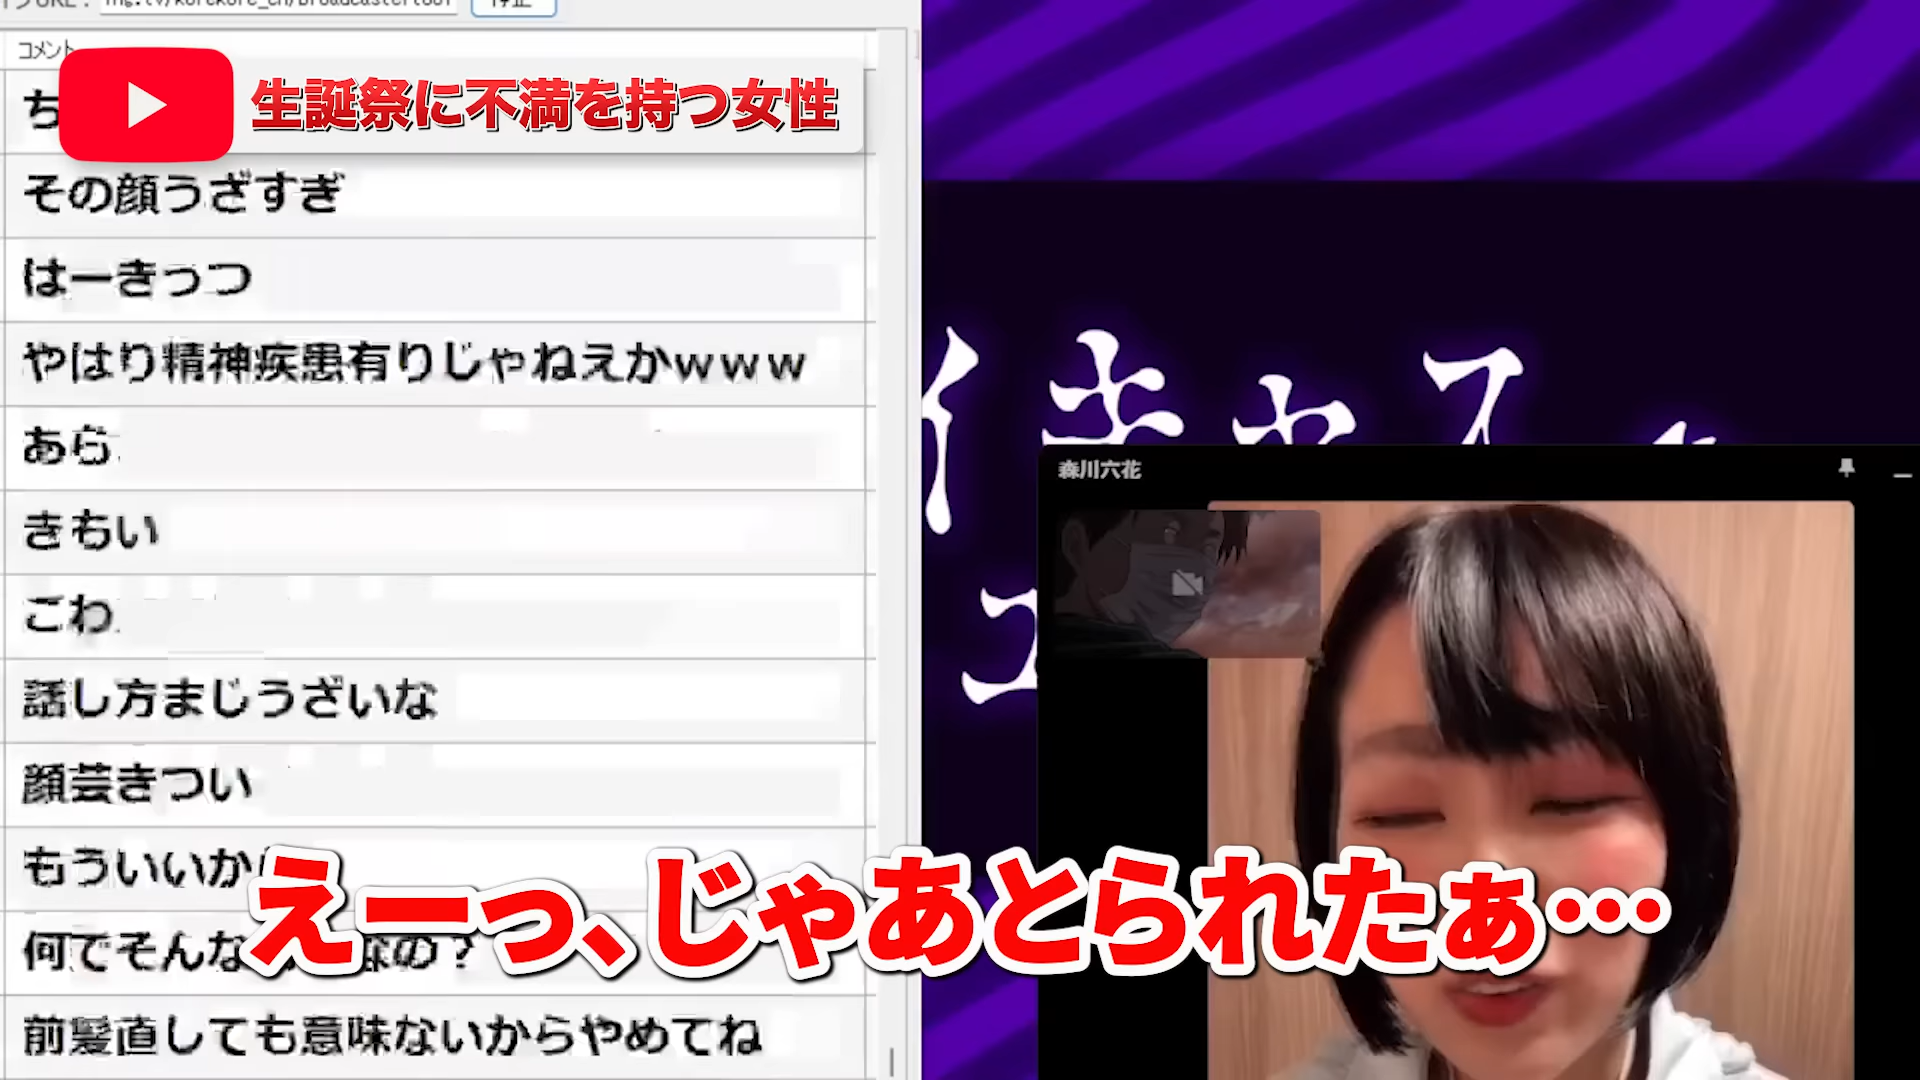 コメント
生誕祭に不満を持つ女性
ち
その顔うざすぎ
はーきっつ
やはり精神疾患有りじゃねえかwww
あら
きもい
こわ
話し方まじうざいな
顔芸きつい
もういいから
何でそんな
なの？
前髪直しても意味ないからやめてね
森川六花
えーっ、じゃあとられたぁ…